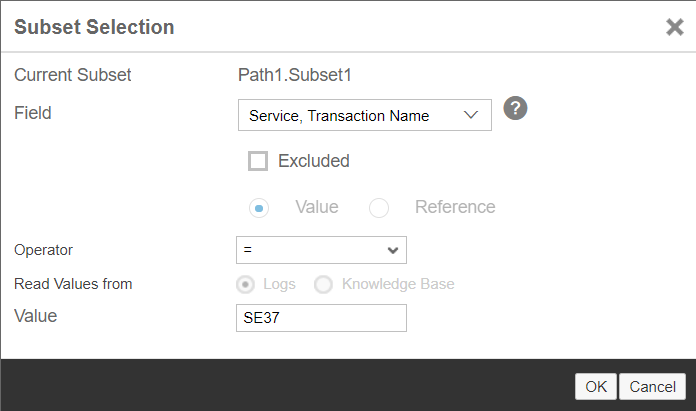 Subset Selection
Current Subset Path1.Subset1
Field Service, Transaction Name ?
Excluded
Value Reference
Operator =
Read Values from Logs Knowledge Base
Value SE37
OK Cancel